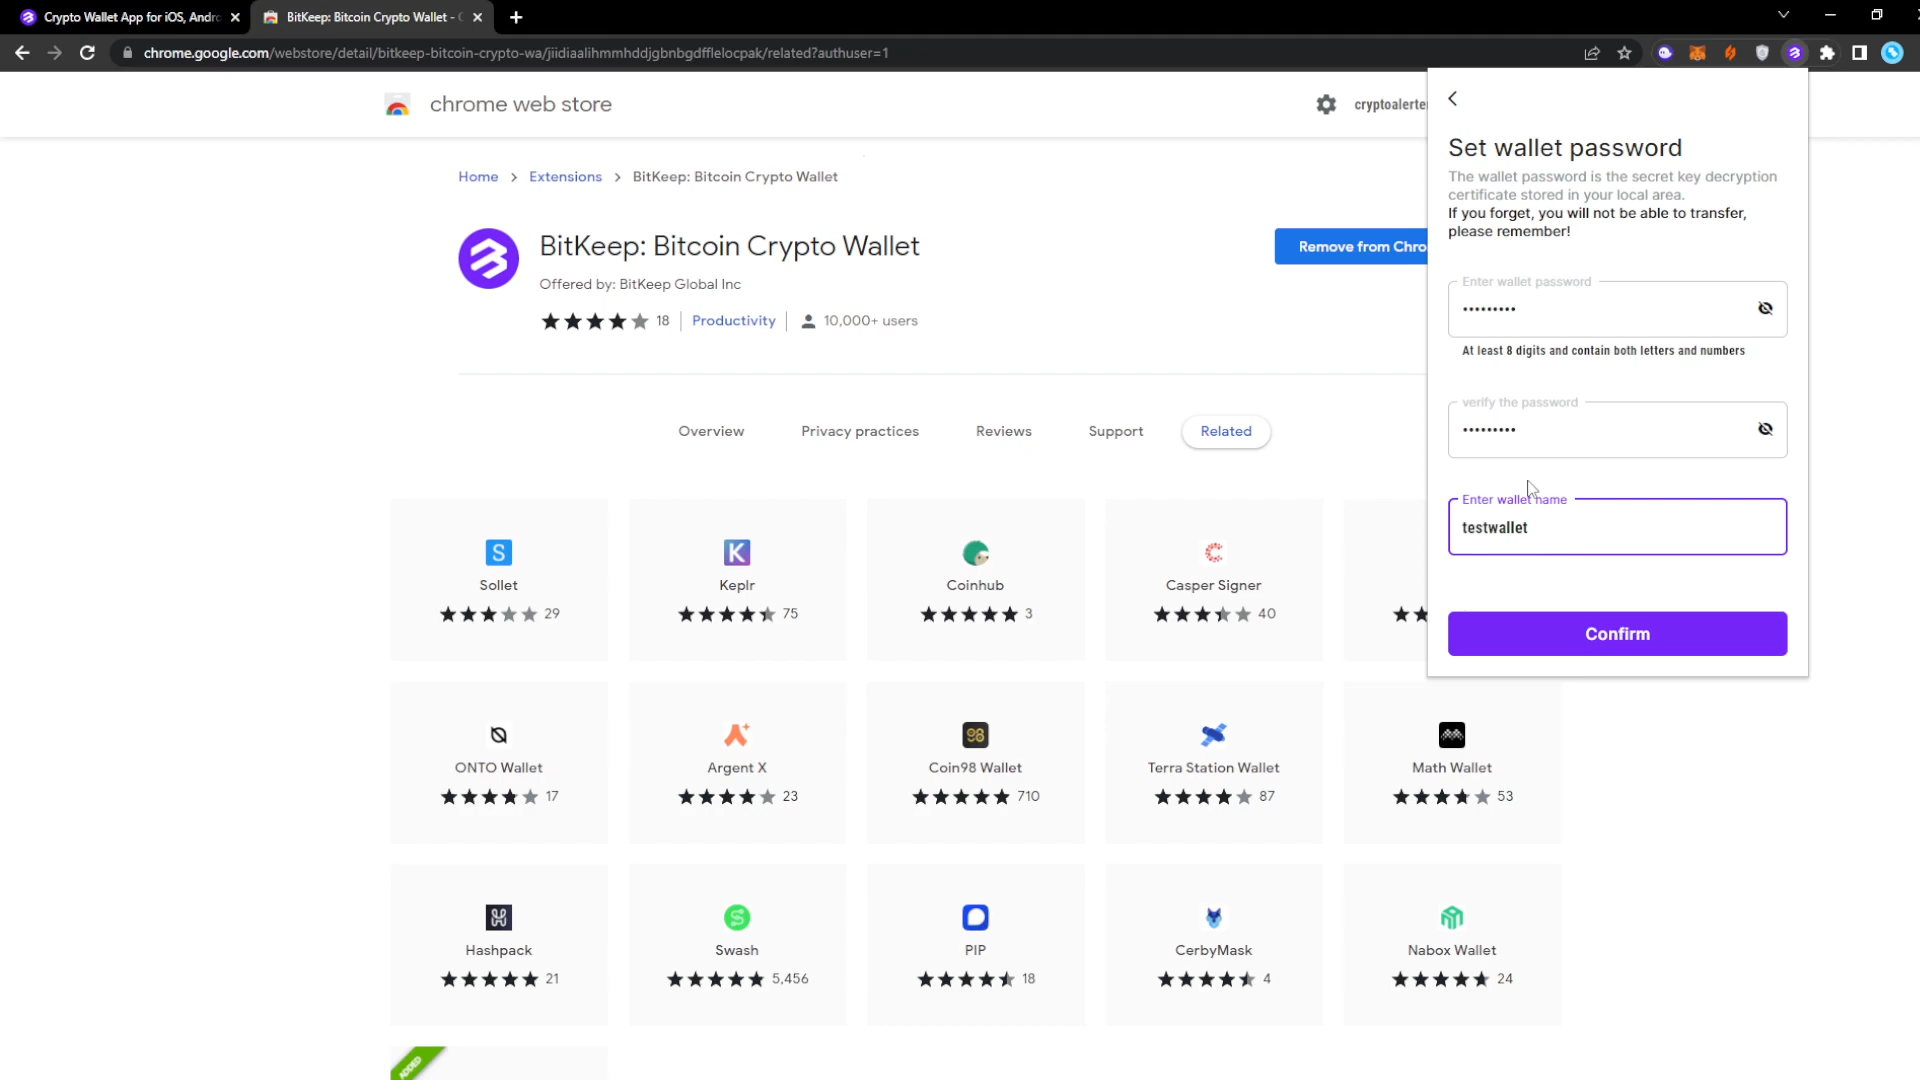 Crypto Wallet App for iOS, Andro
BitKeep: Bitcoin Crypto Wallet -
chrome.google.com/webstore/detail/bitkeep-bitcoin-crypto-wa/jiidiaalihmmhddjgbnbgdfflelocpak/related?authuser=1
chrome web store
cryptoalerter
Home > Extensions > BitKeep: Bitcoin Crypto Wallet
BitKeep: Bitcoin Crypto Wallet
Remove from Chro
Offered by: BitKeep Global Inc
18 Productivity 10,000+ users
Overview Privacy practices Reviews Support Related
Sollet
29
Keplr
75
Coinhub
3
Casper Signer
40
ONTO Wallet
17
Argent X
23
98
Coin98 Wallet
710
Terra Station Wallet
87
Math Wallet
53
Hashpack
21
Swash
5,456
PIP
18
CerbyMask
4
Nabox Wallet
24
ADDED
Set wallet password
The wallet password is the secret key decryption
certificate stored in your local area.
If you forget, you will not be able to transfer,
please remember!
Enter wallet password
•••••••••
At least 8 digits and contain both letters and numbers
verify the password
•••••••••
Enter wallet name
testwallet
Confirm